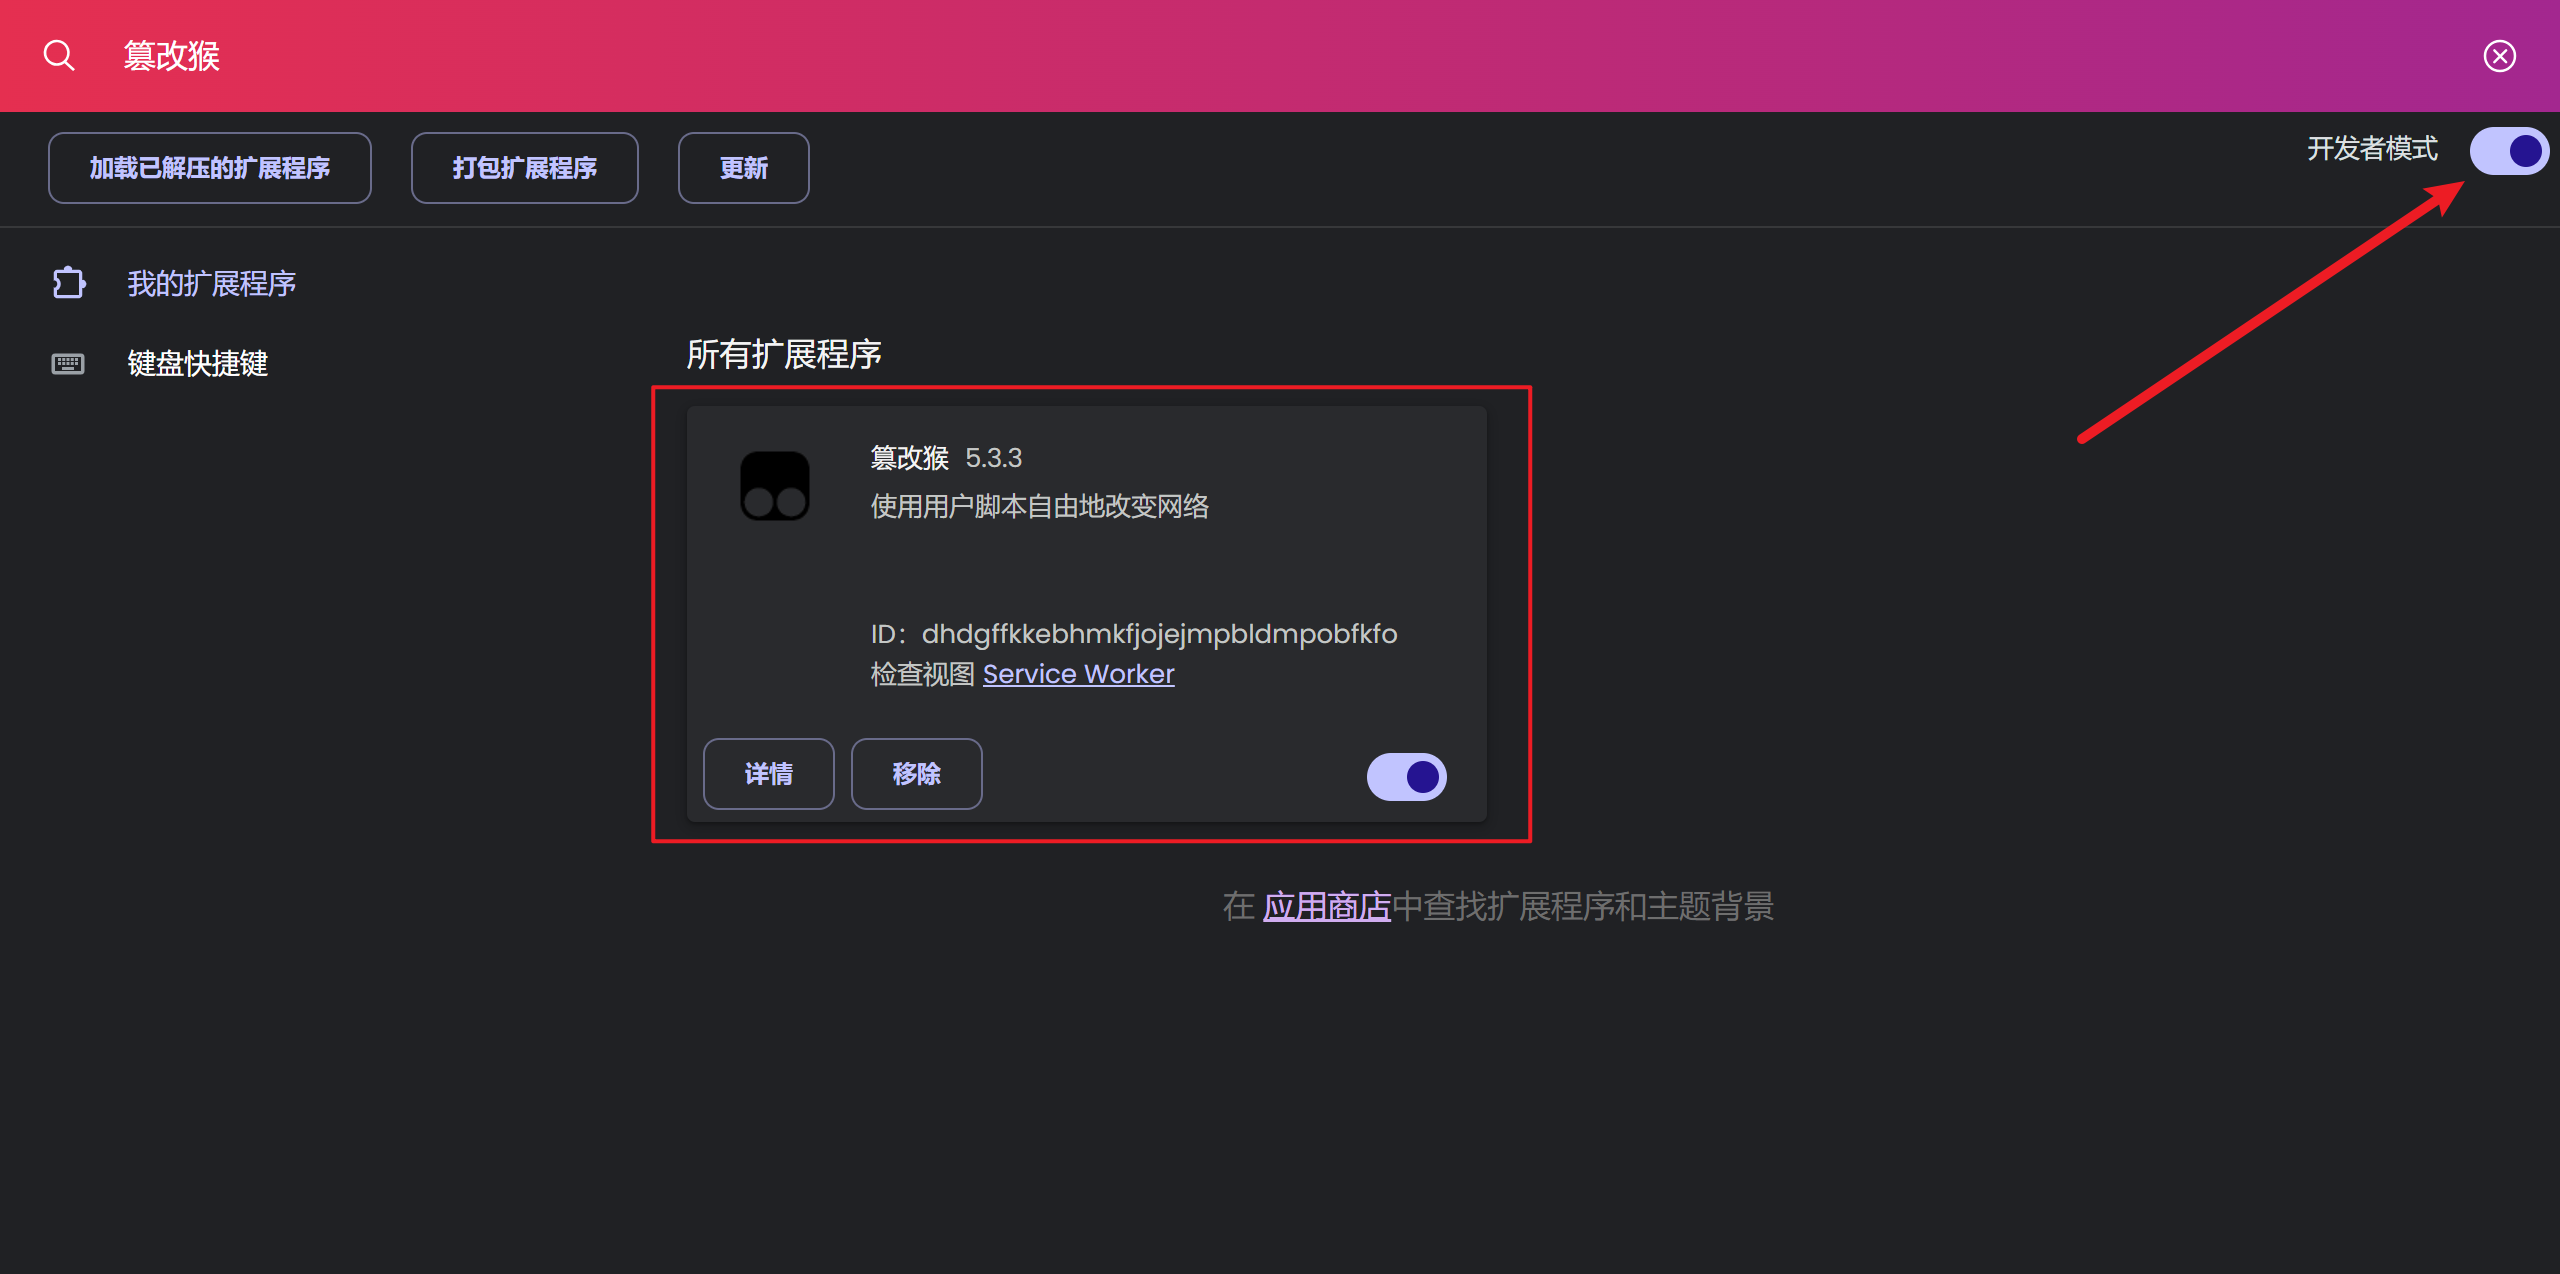 篡改猴
加载已解压的扩展程序
打包扩展程序
更新
开发者模式
我的扩展程序
键盘快捷键
所有扩展程序
篡改猴 5.3.3
使用用户脚本自由地改变网络
ID：dhdgffkkebhmkfjojejmpbldmpobfkfo
检查视图 Service Worker
详情
移除
在 应用商店中查找扩展程序和主题背景